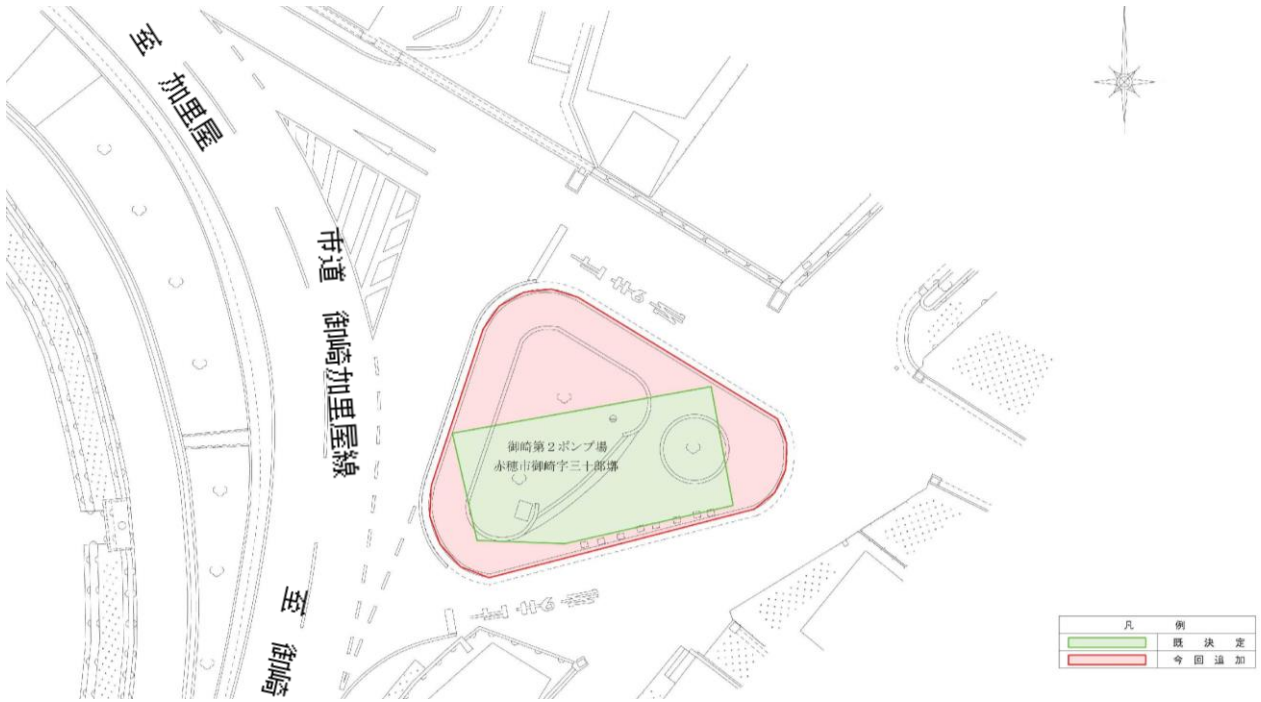 至 加里屋
市道 御崎加里屋線
御崎第2ポンプ場
赤穂市御崎字三十郎塀
至 御崎
凡 例
既 決 定
今 回 追 加